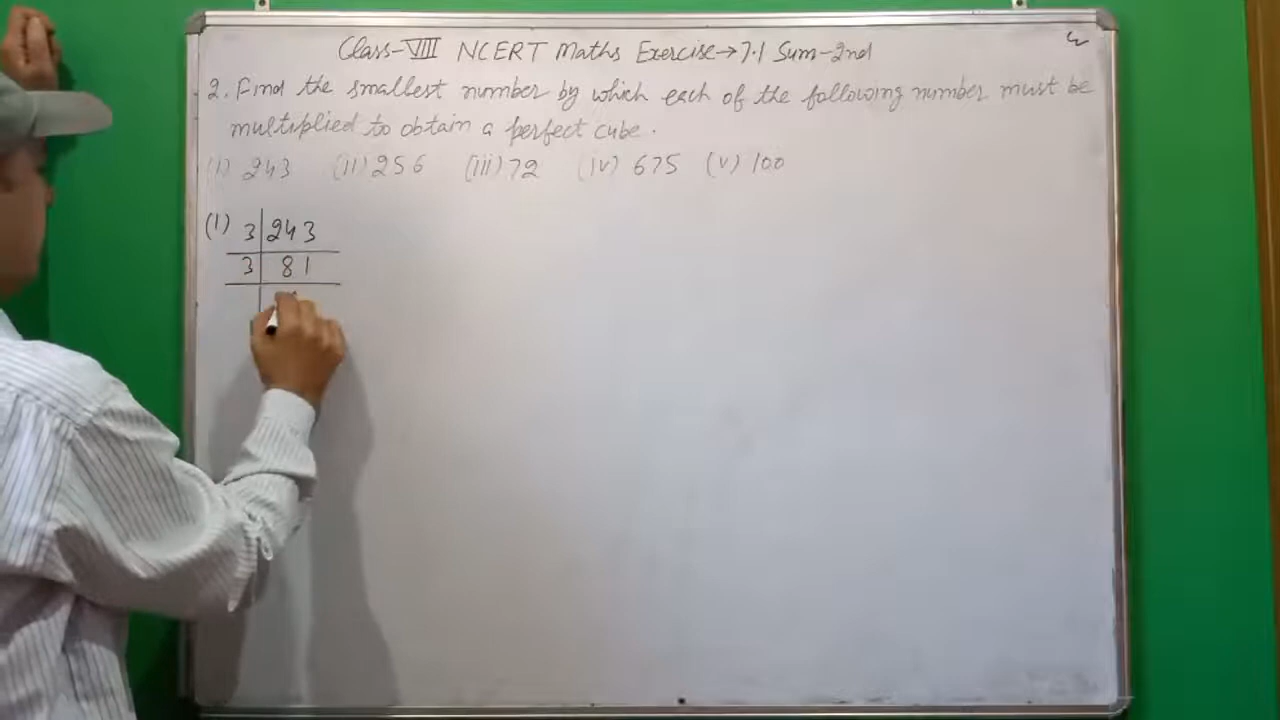 Class-VIII NCERT Maths Exercise→7.1 Sum-2nd
2. Find the smallest number by which each of the following number must be
multiplied to obtain a perfect cube.
(i) 243 (ii) 256 (iii) 72 (iv) 675 (v) 100
(1) 3 243
3 81